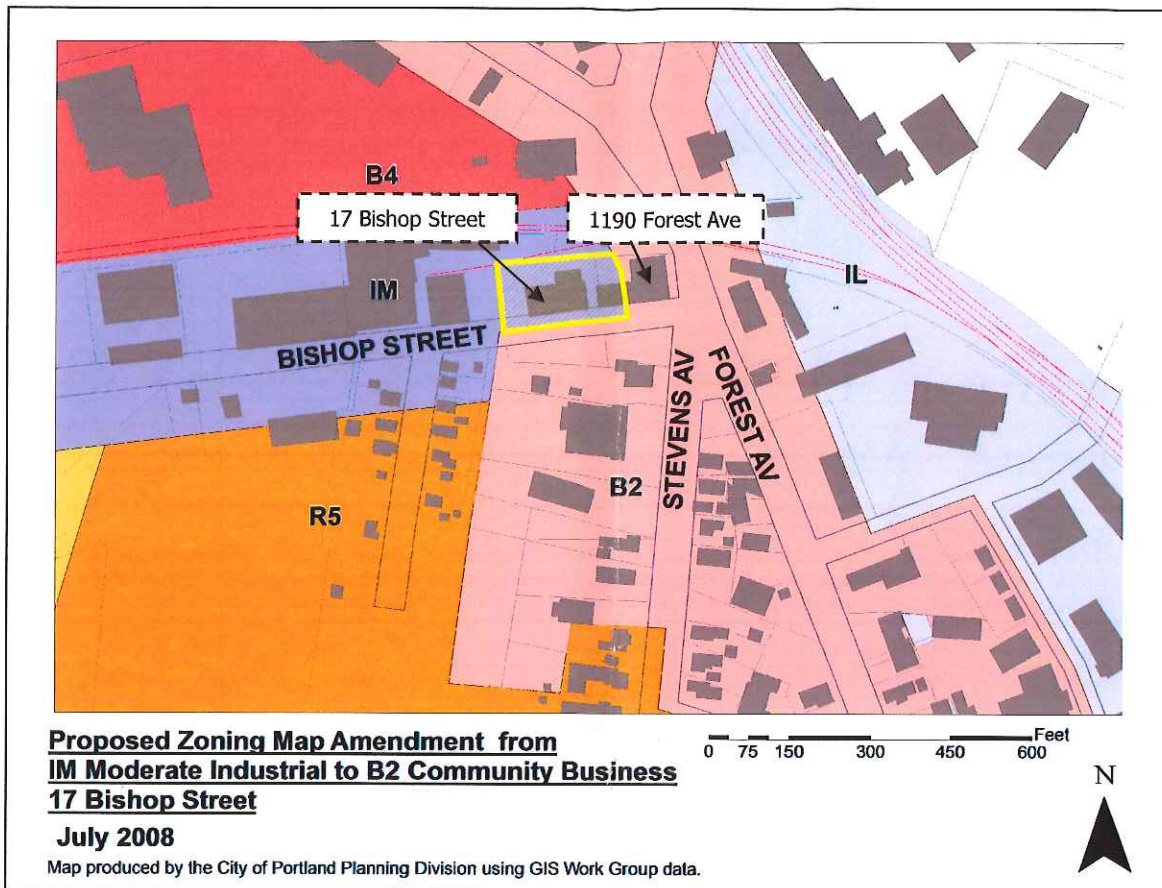 B4
17 Bishop Street
1190 Forest Ave
IM
IL
BISHOP STREET
STEVENS AV
FOREST AV
B2
R5
Proposed Zoning Map Amendment from
IM Moderate Industrial to B2 Community Business
17 Bishop Street
July 2008
Map produced by the City of Portland Planning Division using GIS Work Group data.
Feet
0 75 150 300 450 600
N